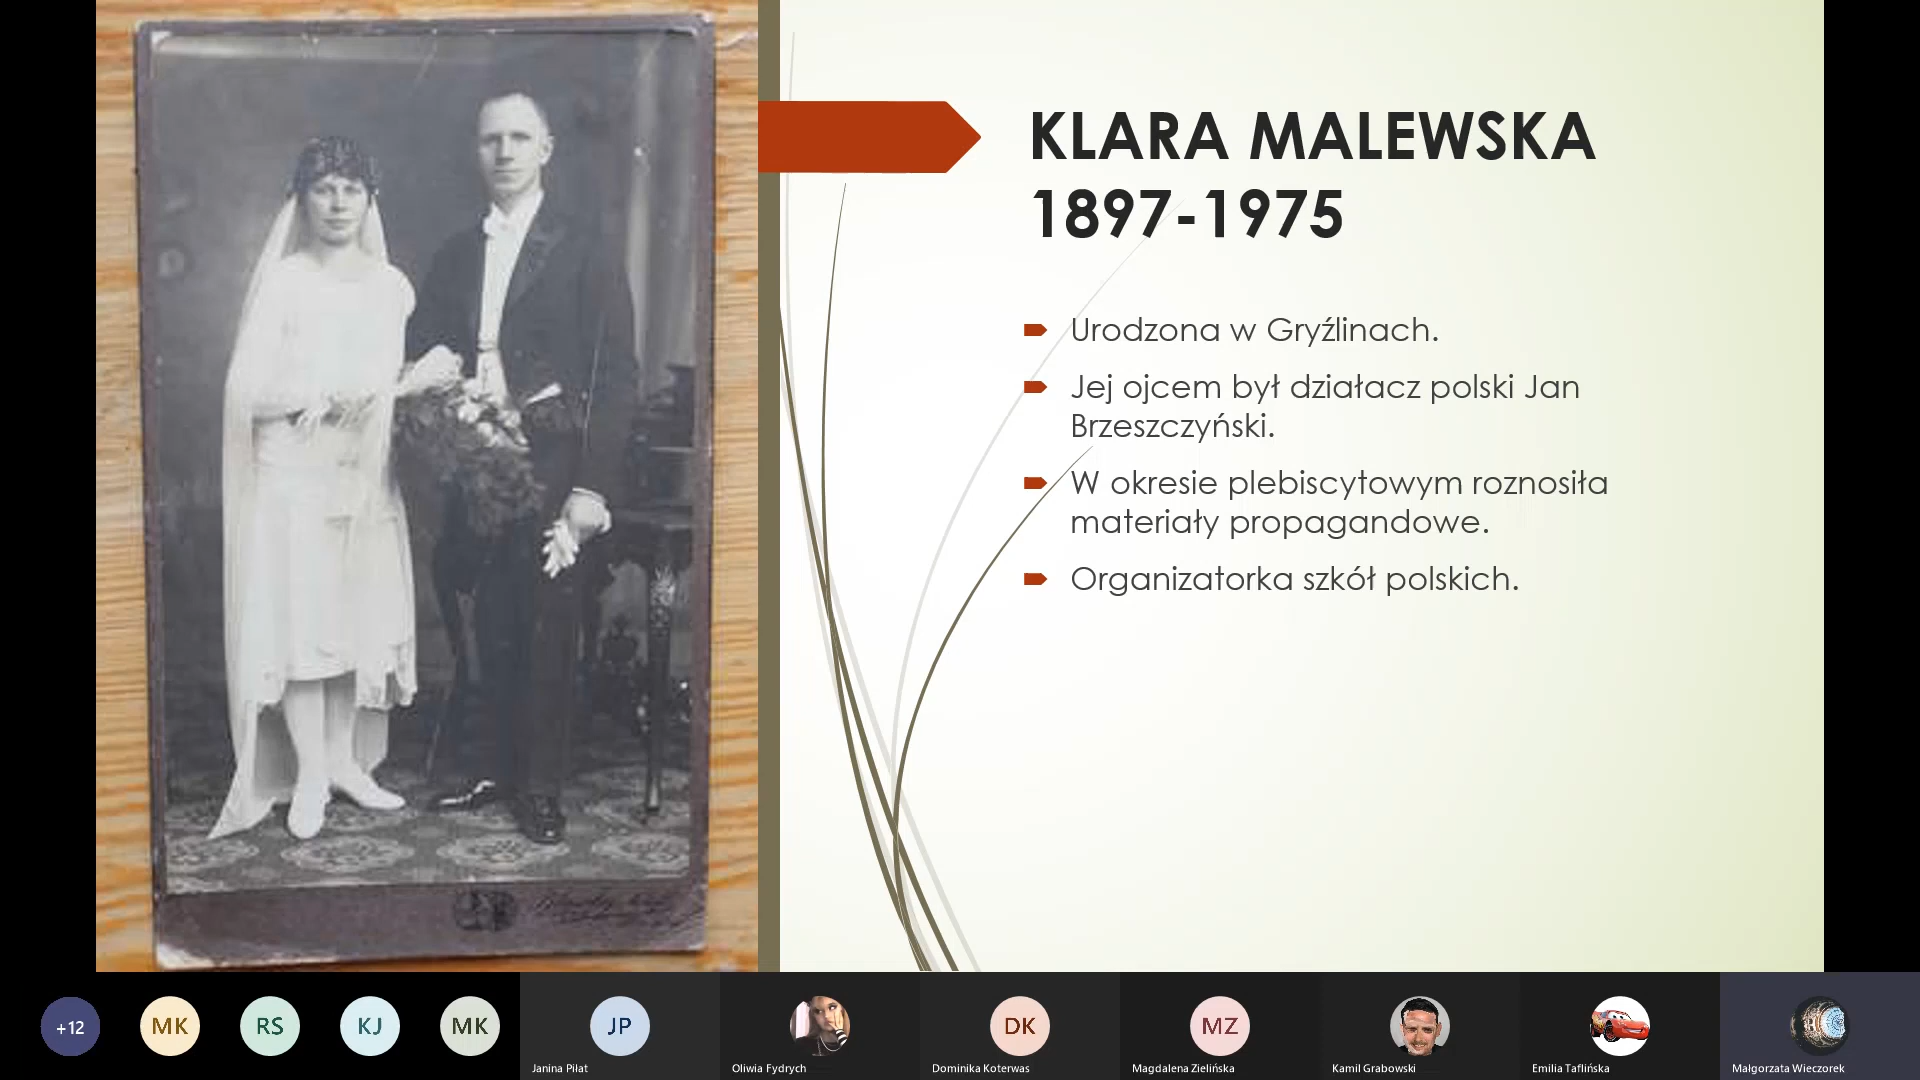 KLARA MALEWSKA
1897-1975
Urodzona w Gryźlinach.
Jej ojcem był działacz polski Jan
Brzeszczyński.
W okresie plebiscytowym roznosiła
materiały propagandowe.
Organizatorka szkół polskich.
+12
MK
RS
KJ
MK
JP
DK
MZ
Janina Piłat
Oliwia Fydrych
Dominika Koterwas
Magdalena Zielińska
Kamil Grabowski
Emilia Taflińska
Małgorzata Wieczorek